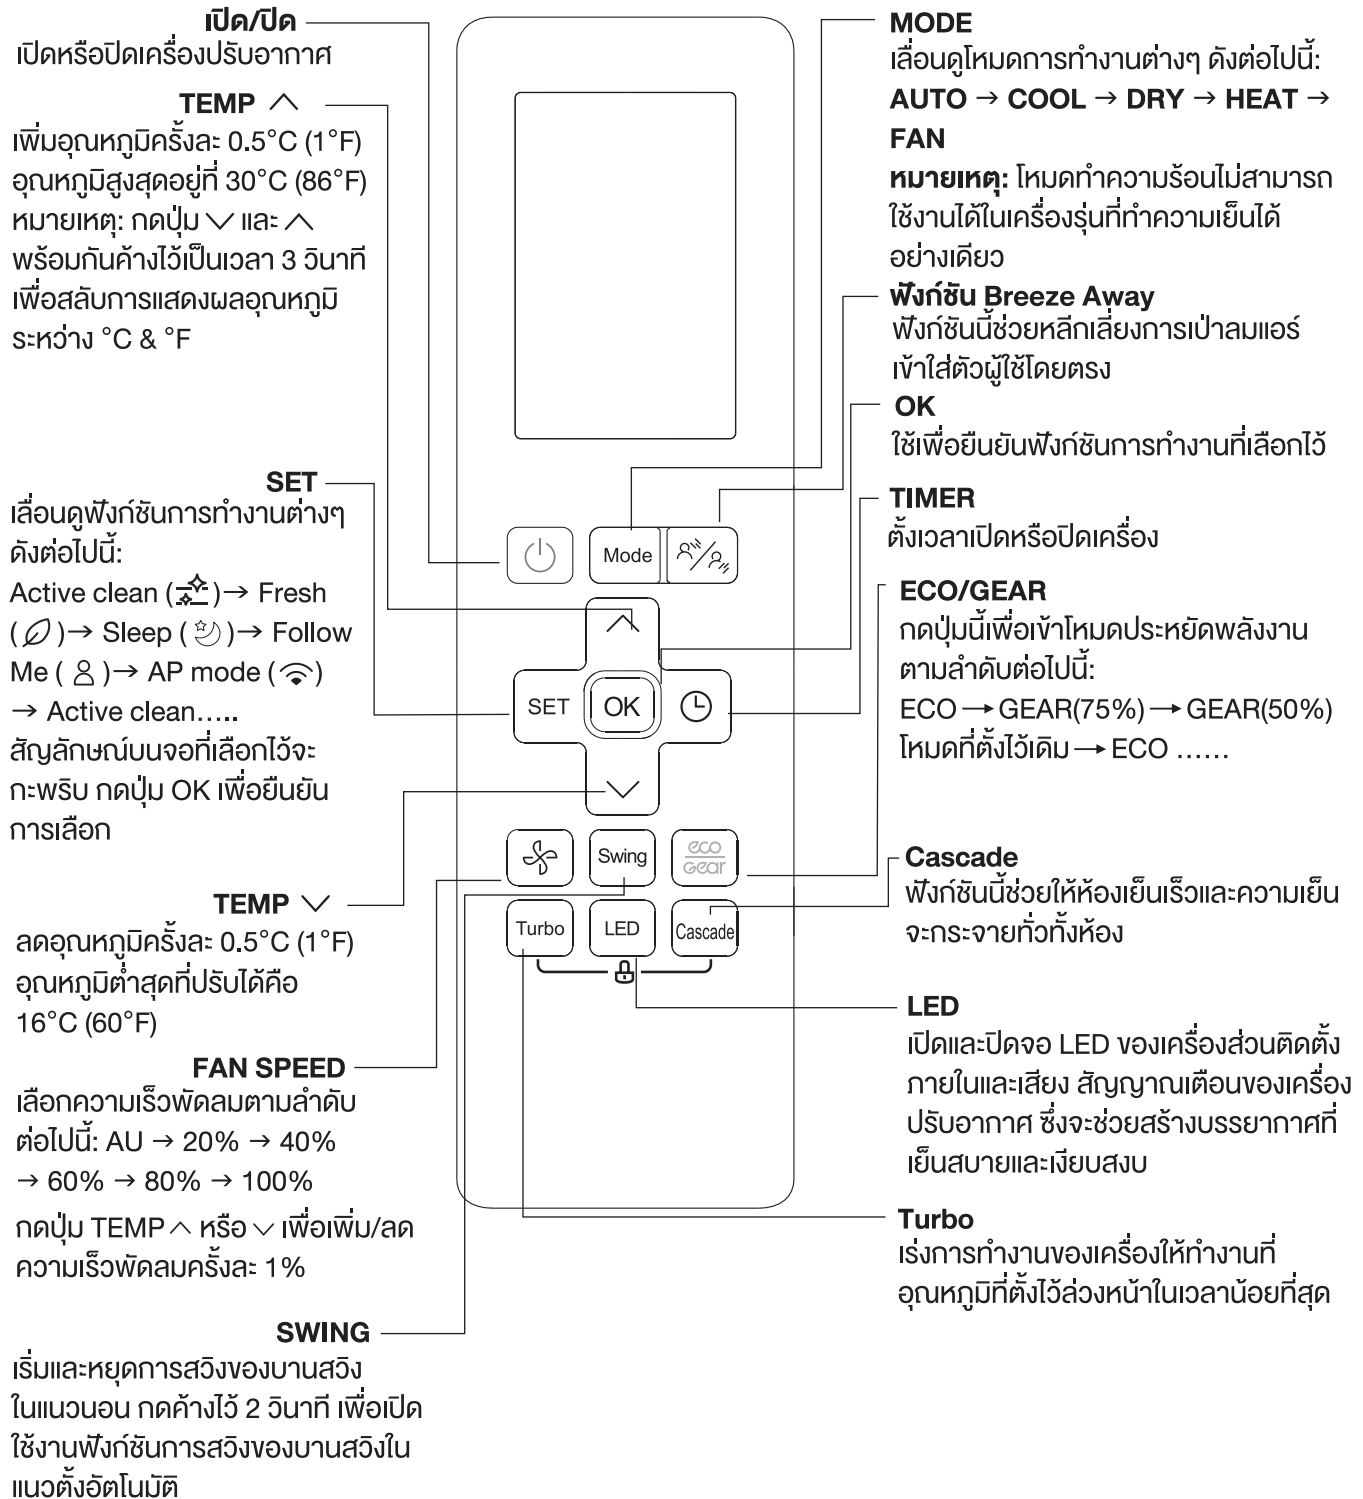 เปิด/ปิด
เปิดหรือปิดเครื่องปรับอากาศ
TEMP ︿
เพิ่มอุณหภูมิครั้งละ 0.5°C (1°F)
อุณหภูมิสูงสุดอยู่ที่ 30°C (86°F)
หมายเหตุ: กดปุ่ม ﹀ และ ︿
พร้อมกันค้างไว้เป็นเวลา 3 วินาที
เพื่อสลับการแสดงผลอุณหภูมิ
ระหว่าง °C & °F
SET
เลื่อนดูฟังก์ชันการทำงานต่างๆ
ดังต่อไปนี้:
Active clean ( )→ Fresh
( )→ Sleep ( )→ Follow
Me ( )→ AP mode ( )
→ Active clean…..
สัญลักษณ์บนจอที่เลือกไว้จะ
กะพริบ กดปุ่ม OK เพื่อยืนยัน
การเลือก
TEMP ﹀
ลดอุณหภูมิครั้งละ 0.5°C (1°F)
อุณหภูมิต่ำสุดที่ปรับได้คือ
16°C (60°F)
FAN SPEED
เลือกความเร็วพัดลมตามลำดับ
ต่อไปนี้: AU → 20% → 40%
→ 60% → 80% → 100%
กดปุ่ม TEMP ︿ หรือ ﹀ เพื่อเพิ่ม/ลด
ความเร็วพัดลมครั้งละ 1%
SWING
เริ่มและหยุดการสวิงของบานสวิง
ในแนวนอน กดค้างไว้ 2 วินาที เพื่อเปิด
ใช้งานฟังก์ชันการสวิงของบานสวิงใน
แนวตั้งอัตโนมัติ
Mode
SET
OK
Swing
eco
Gear
Turbo
LED
Cascade
MODE
เลื่อนดูโหมดการทำงานต่างๆ ดังต่อไปนี้:
AUTO → COOL → DRY → HEAT →
FAN
หมายเหตุ: โหมดทำความร้อนไม่สามารถ
ใช้งานได้ในเครื่องรุ่นที่ทำความเย็นได้
อย่างเดียว
ฟังก์ชัน Breeze Away
ฟังก์ชันนี้ช่วยหลีกเลี่ยงการเป่าลมแอร์
เข้าใส่ตัวผู้ใช้โดยตรง
OK
ใช้เพื่อยืนยันฟังก์ชันการทำงานที่เลือกไว้
TIMER
ตั้งเวลาเปิดหรือปิดเครื่อง
ECO/GEAR
กดปุ่มนี้เพื่อเข้าโหมดประหยัดพลังงาน
ตามลำดับต่อไปนี้:
ECO → GEAR(75%) → GEAR(50%)
โหมดที่ตั้งไว้เดิม → ECO ……
Cascade
ฟังก์ชันนี้ช่วยให้ห้องเย็นเร็วและความเย็น
จะกระจายทั่วทั้งห้อง
LED
เปิดและปิดจอ LED ของเครื่องส่วนติดตั้ง
ภายในและเสียง สัญญาณเตือนของเครื่อง
ปรับอากาศ ซึ่งจะช่วยสร้างบรรยากาศที่
เย็นสบายและเงียบสงบ
Turbo
เร่งการทำงานของเครื่องให้ทำงานที่
อุณหภูมิที่ตั้งไว้ล่วงหน้าในเวลาน้อยที่สุด